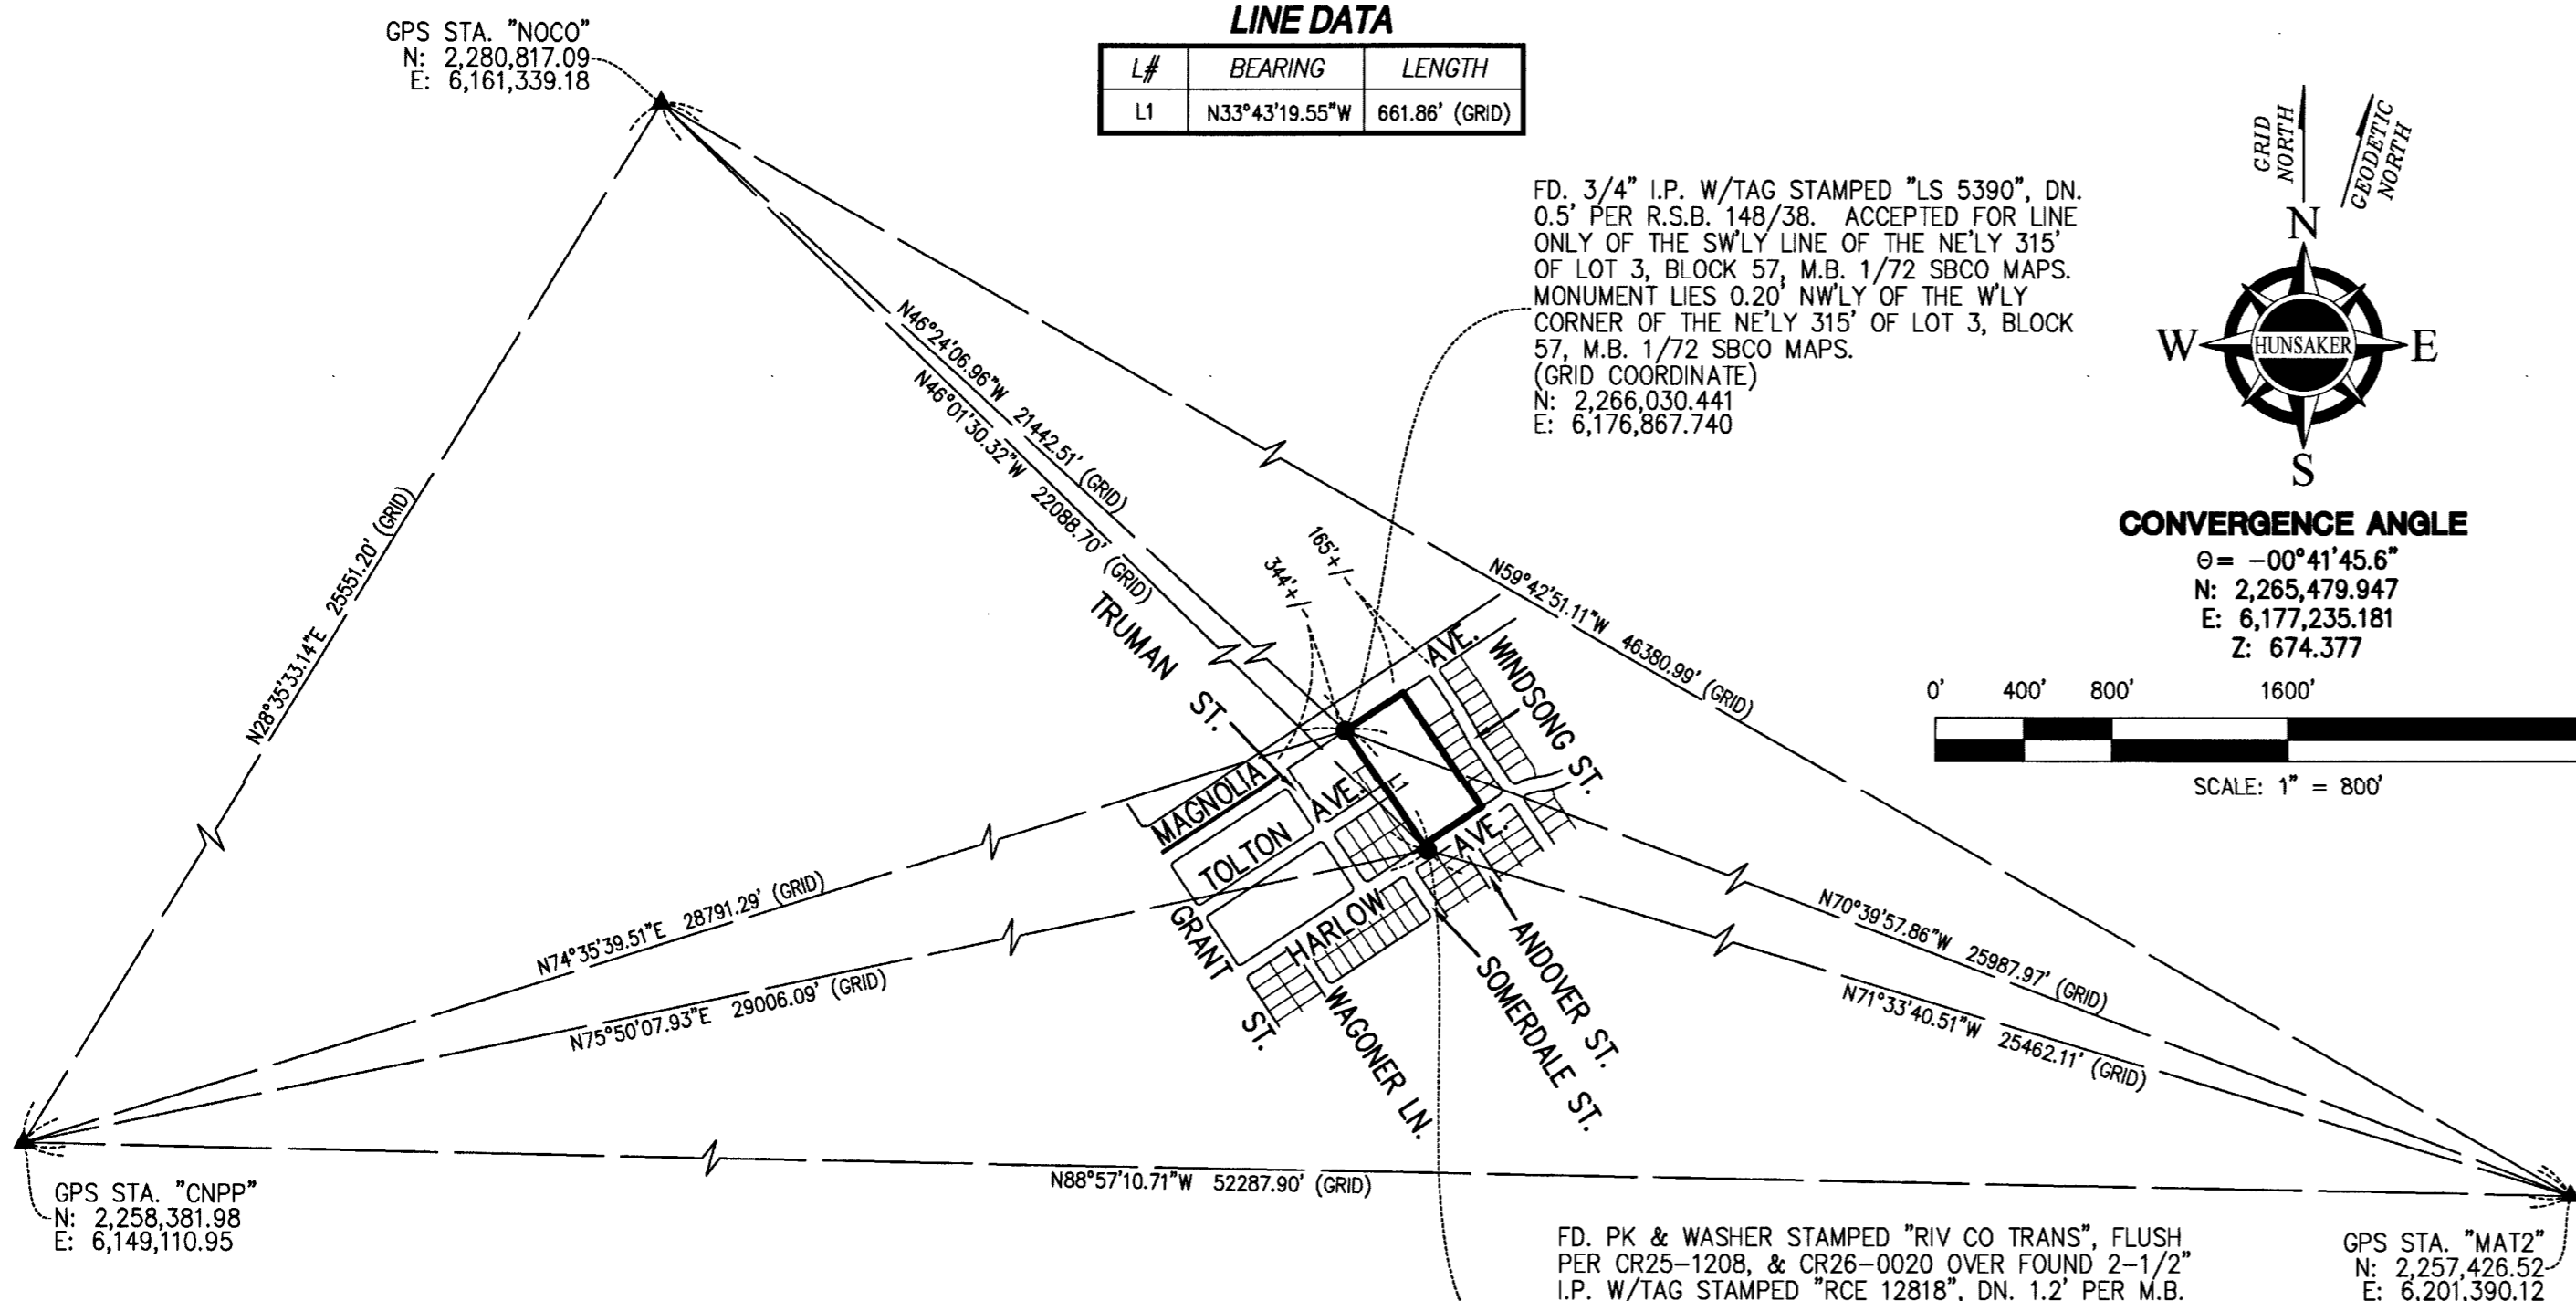 LINE DATA
L# BEARING LENGTH
L1 N33°43'19.55"W 661.86' (GRID)
GPS STA. "NOCO"
N: 2,280,817.09
E: 6,161,339.18
GRID
NORTH
GEODETIC
NORTH
N
W HUNSAKER E
S
FD. 3/4" I.P. W/TAG STAMPED "LS 5390", DN.
0.5' PER R.S.B. 148/38. ACCEPTED FOR LINE
ONLY OF THE SW'LY LINE OF THE NE'LY 315'
OF LOT 3, BLOCK 57, M.B. 1/72 SBCO MAPS.
MONUMENT LIES 0.20' NW'LY OF THE W'LY
CORNER OF THE NE'LY 315' OF LOT 3, BLOCK
57, M.B. 1/72 SBCO MAPS.
(GRID COORDINATE)
N: 2,266,030.441
E: 6,176,867.740
CONVERGENCE ANGLE
Θ= -00°41'45.6"
N: 2,265,479.947
E: 6,177,235.181
Z: 674.377
0' 400' 800' 1600'
SCALE: 1" = 800'
N46°24'06.96"W 21442.51' (GRID)
N46°01'30.32"W 22088.70' (GRID)
N28°35'33.14"E 25551.20' (GRID)
N59°42'51.11"W 46380.99' (GRID)
165'+/-
344'+/-
TRUMAN
ST.
AVE.
WINDSONG
ST.
MAGNOLIA
TOLTON
AVE.
HARLOW
AVE.
GRANT
ST.
WAGONER LN.
SOMERDALE ST.
ANDOVER ST.
N74°35'39.51"E 28791.29' (GRID)
N75°50'07.93"E 29006.09' (GRID)
N70°39'57.86"W 25987.97' (GRID)
N71°33'40.51"W 25462.11' (GRID)
N88°57'10.71"W 52287.90' (GRID)
GPS STA. "CNPP"
N: 2,258,381.98
E: 6,149,110.95
FD. PK & WASHER STAMPED "RIV CO TRANS", FLUSH
PER CR25-1208, & CR26-0020 OVER FOUND 2-1/2"
I.P. W/TAG STAMPED "RCE 12818", DN. 1.2' PER M.B.
GPS STA. "MAT2"
N: 2,257,426.52
E: 6,201,390.12